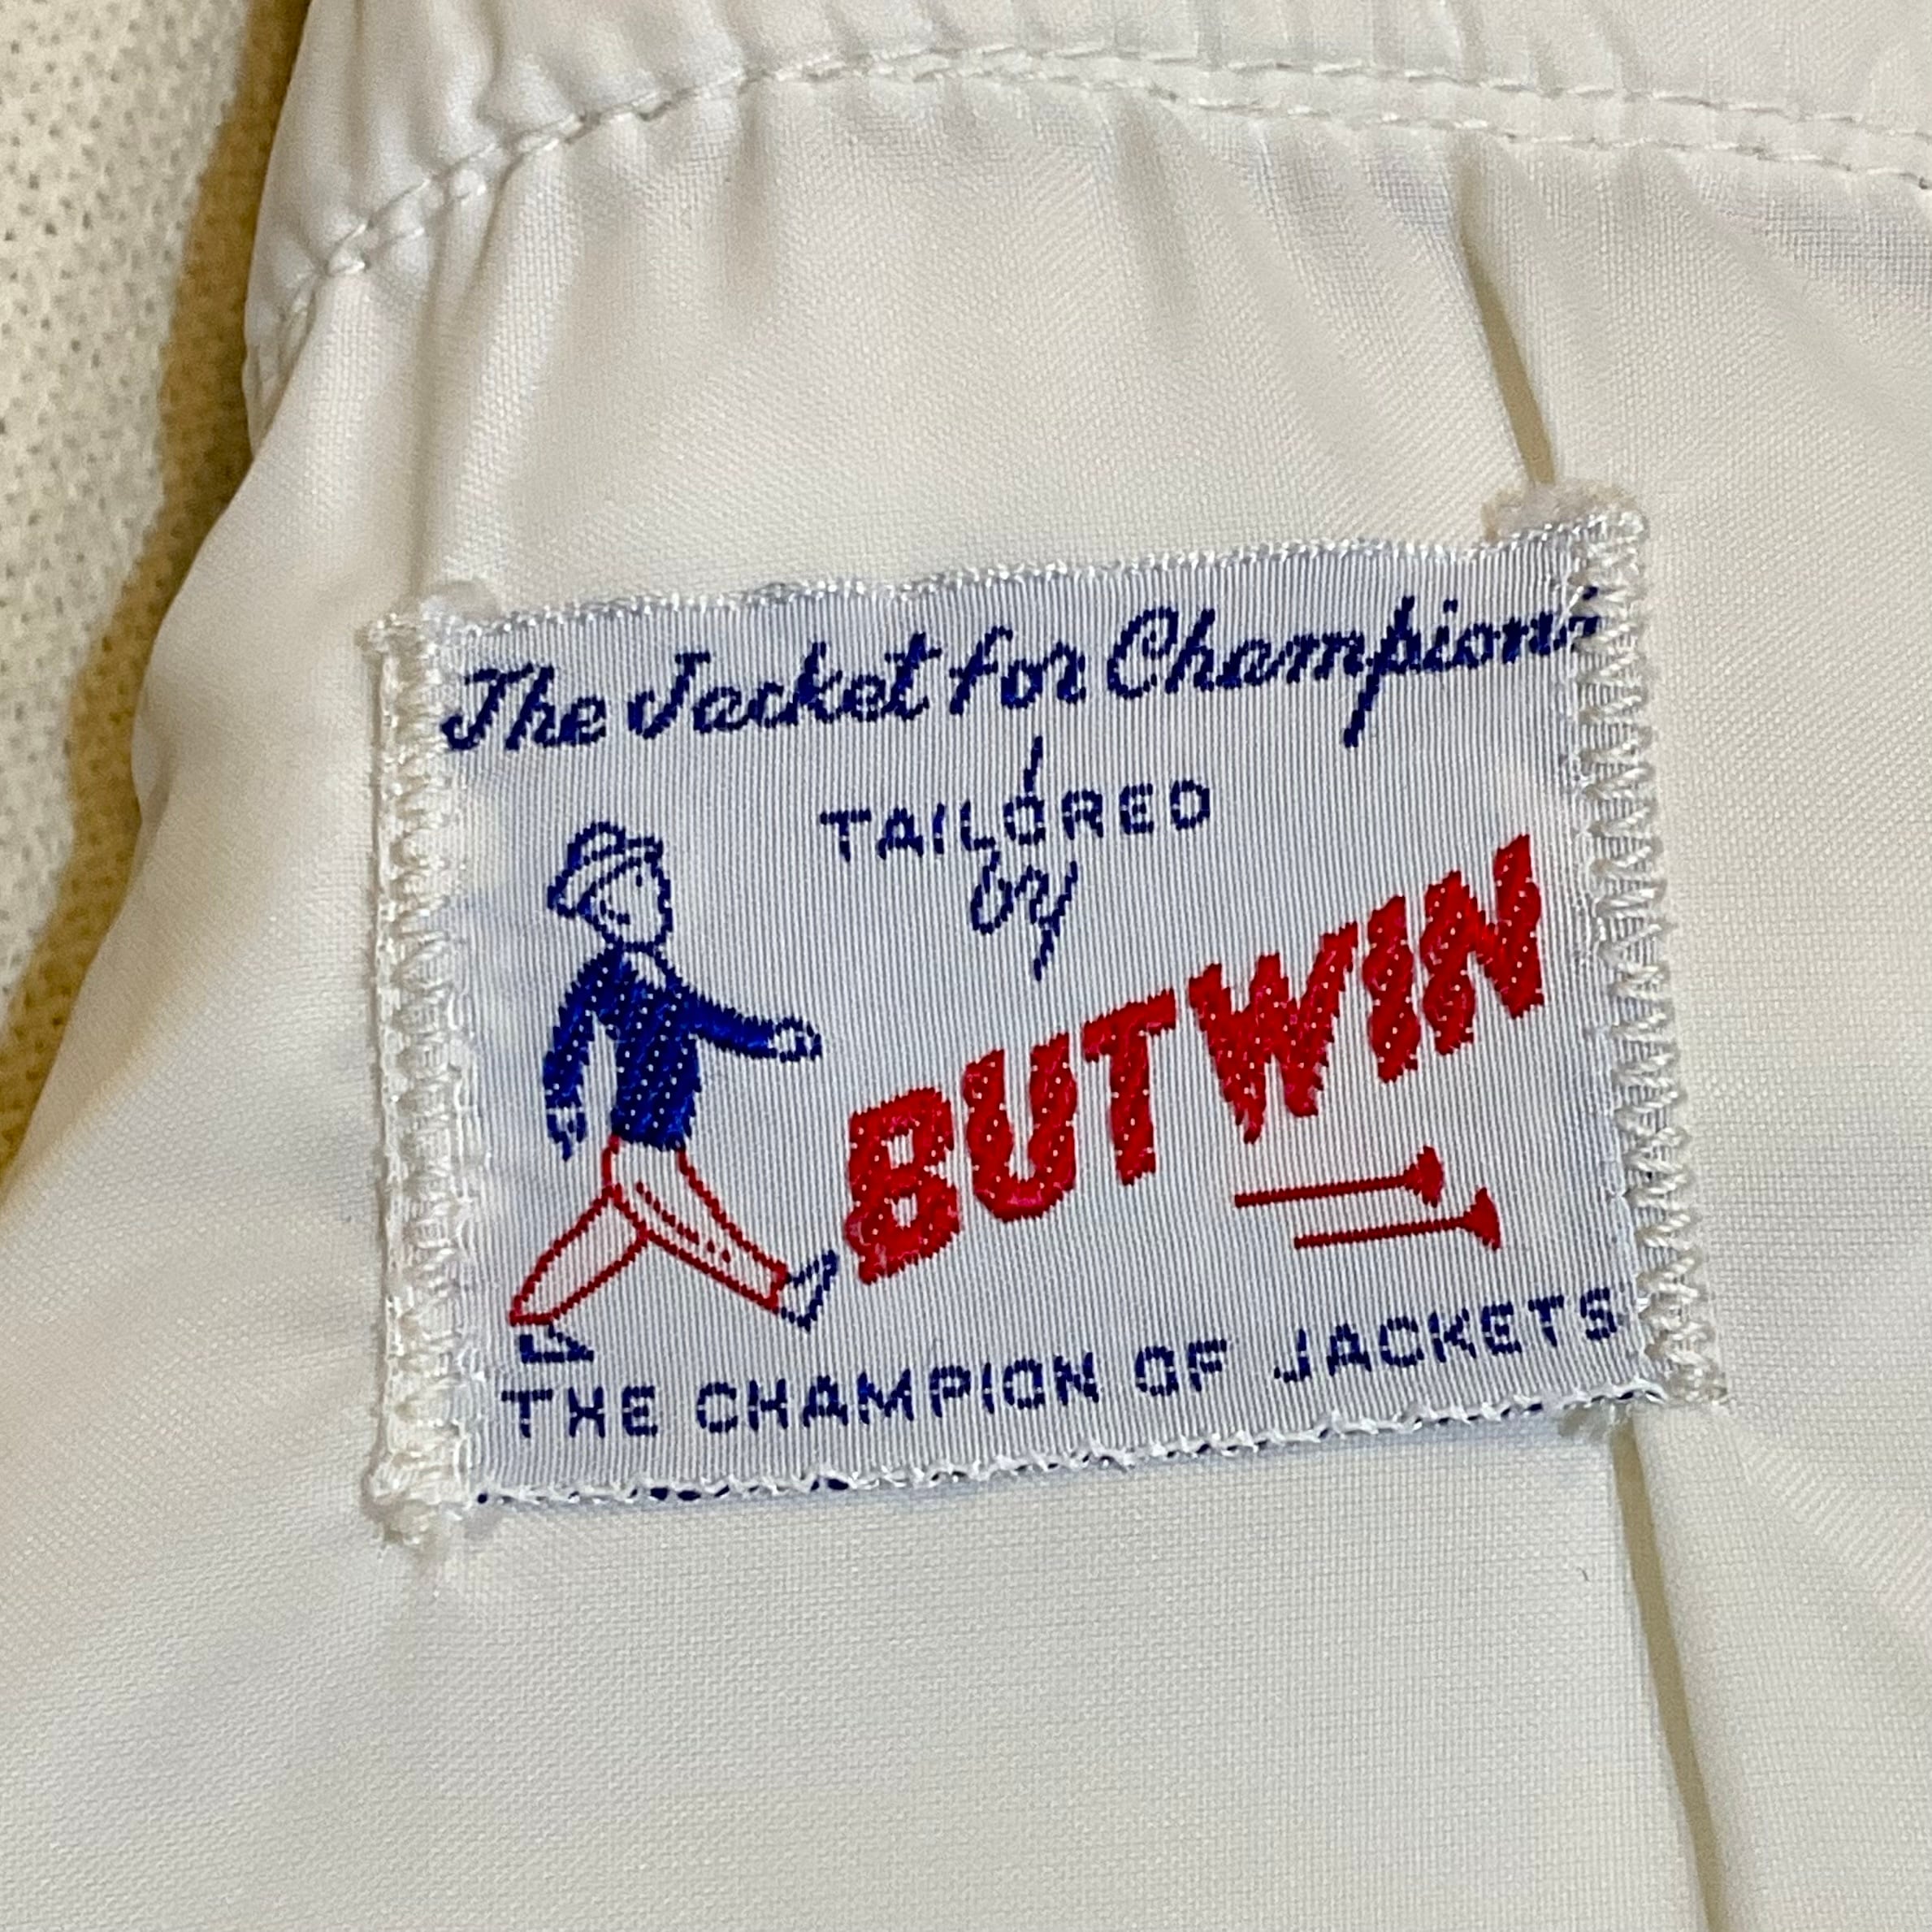 The Jacket for Champions
TAILORED
by
BUTWIN
THE CHAMPION OF JACKETS